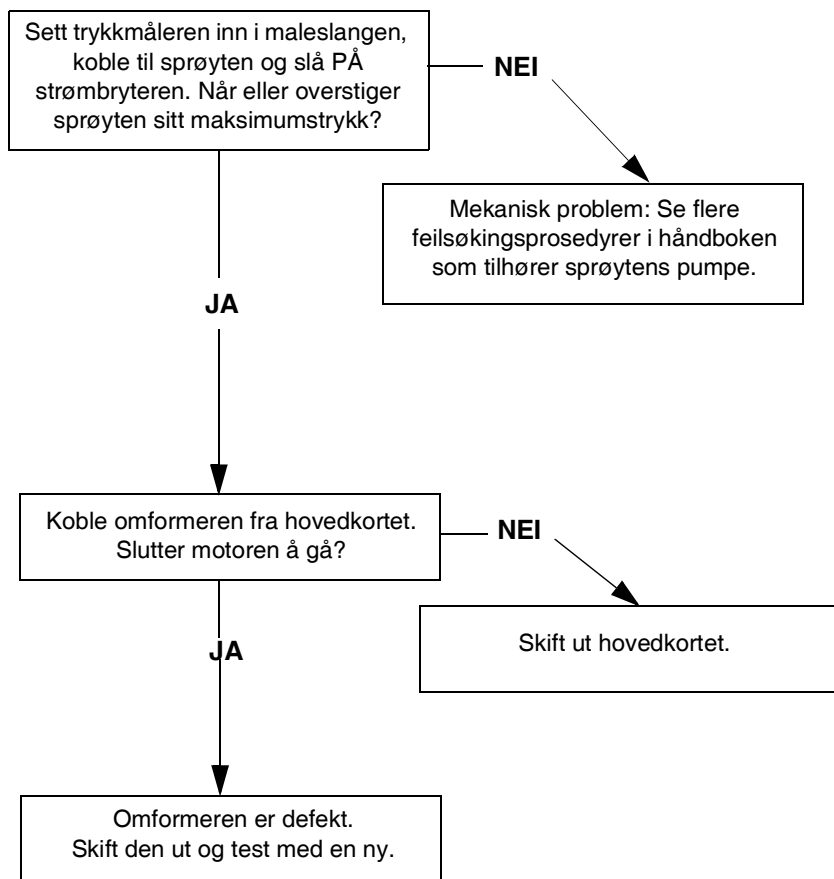 Sett trykkmåleren inn i maleslangen,
koble til sprøyten og slå PÅ
strømbryteren. Når eller overstiger
sprøyten sitt maksimumstrykk?
NEI
Mekanisk problem: Se flere
feilsøkingsprosedyrer i håndboken
som tilhører sprøytens pumpe.
JA
Koble omformeren fra hovedkortet.
Slutter motoren å gå?
NEI
Skift ut hovedkortet.
JA
Omformeren er defekt.
Skift den ut og test med en ny.